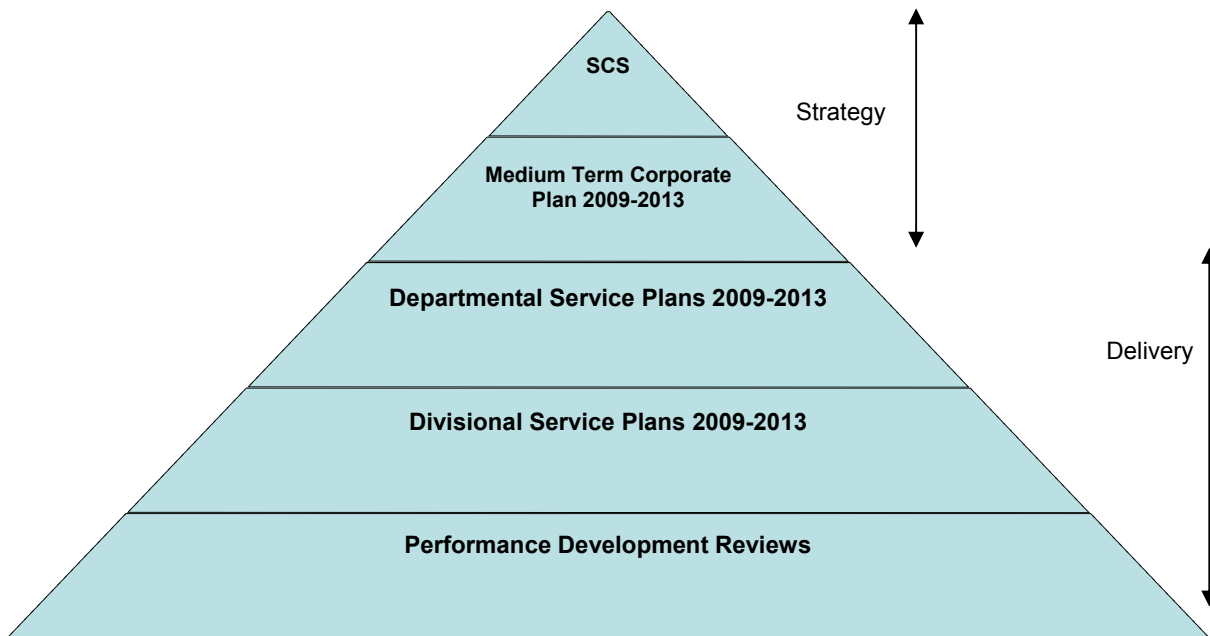 SCS
Strategy
Medium Term Corporate
Plan 2009-2013
Departmental Service Plans 2009-2013
Delivery
Divisional Service Plans 2009-2013
Performance Development Reviews